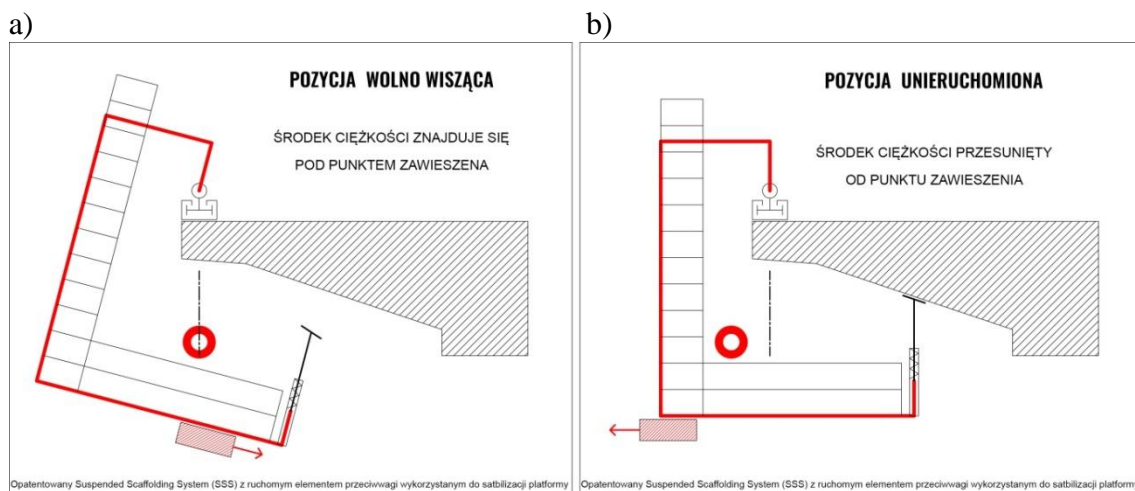 a)
POZYCJA WOLNO WISZĄCA
ŚRODEK CIĘŻKOŚCI ZNAJDUJE SIĘ
POD PUNKTEM ZAWIESZENA
Opatentowany Suspended Scaffolding System (SSS) z ruchomym elementem przeciwwagi wykorzystanym do satbilizacji platformy
b)
POZYCJA UNIERUCHOMIONA
ŚRODEK CIĘŻKOŚCI PRZESUNIĘTY
OD PUNKTU ZAWIESZENIA
Opatentowany Suspended Scaffolding System (SSS) z ruchomym elementem przeciwwagi wykorzystanym do satbilizacji platformy